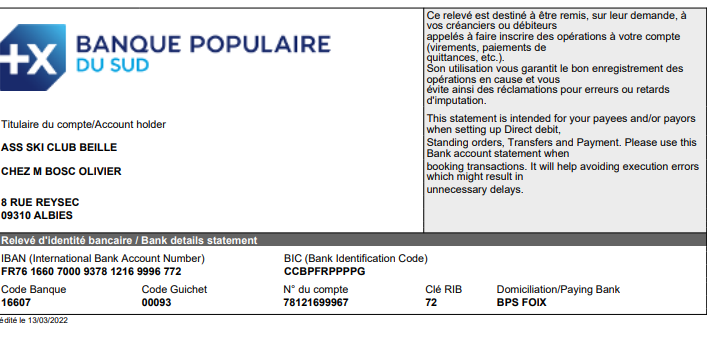 +X BANQUE POPULAIRE
DU SUD
Titulaire du compte/Account holder
ASS SKI CLUB BEILLE
CHEZ M BOSC OLIVIER
8 RUE REYSEC
09310 ALBIES
Ce relevé est destiné à être remis, sur leur demande, à
vos créanciers ou débiteurs
appelés à faire inscrire des opérations à votre compte
(virements, paiements de
quittances, etc.).
Son utilisation vous garantit le bon enregistrement des
opérations en cause et vous
évite ainsi des réclamations pour erreurs ou retards
d'imputation.
This statement is intended for your payees and/or payors
when setting up Direct debit,
Standing orders, Transfers and Payment. Please use this
Bank account statement when
booking transactions. It will help avoiding execution errors
which might result in
unnecessary delays.
Relevé d'identité bancaire / Bank details statement
IBAN (International Bank Account Number) BIC (Bank Identification Code)
FR76 1660 7000 9378 1216 9996 772 CCBPFRPPPPG
Code Banque Code Guichet N° du compte Clé RIB Domiciliation/Paying Bank
16607 00093 78121699967 72 BPS FOIX
édité le 13/03/2022